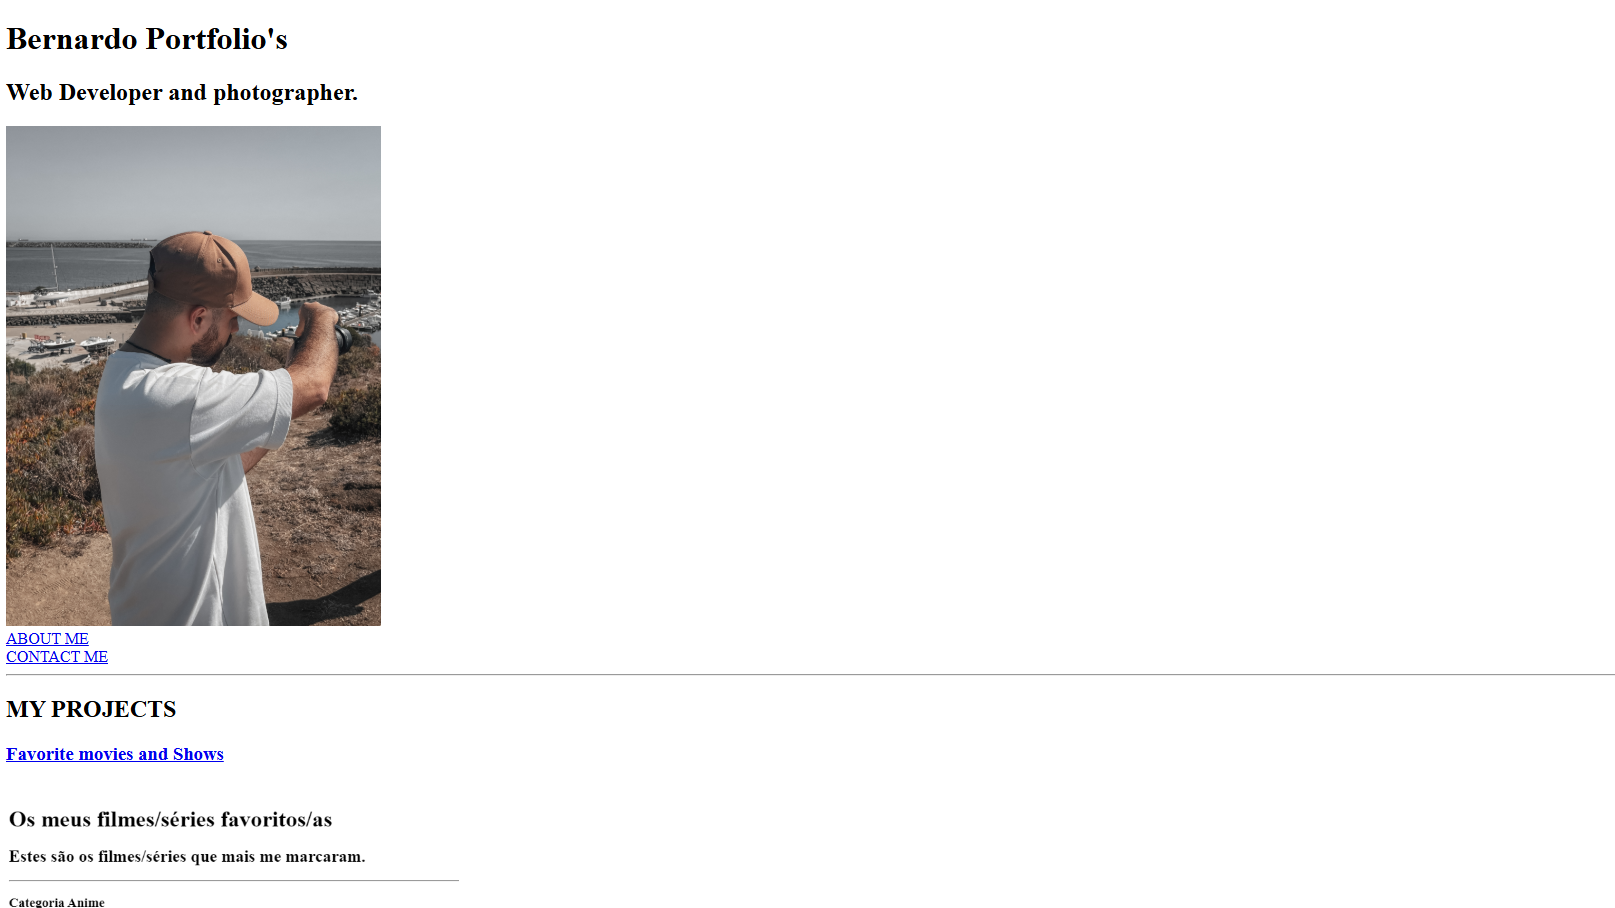 Bernardo Portfolio's
Web Developer and photographer.
ABOUT ME
CONTACT ME
MY PROJECTS
Favorite movies and Shows
Os meus filmes/séries favoritos/as
Estes são os filmes/séries que mais me marcaram.
Categoria Anime